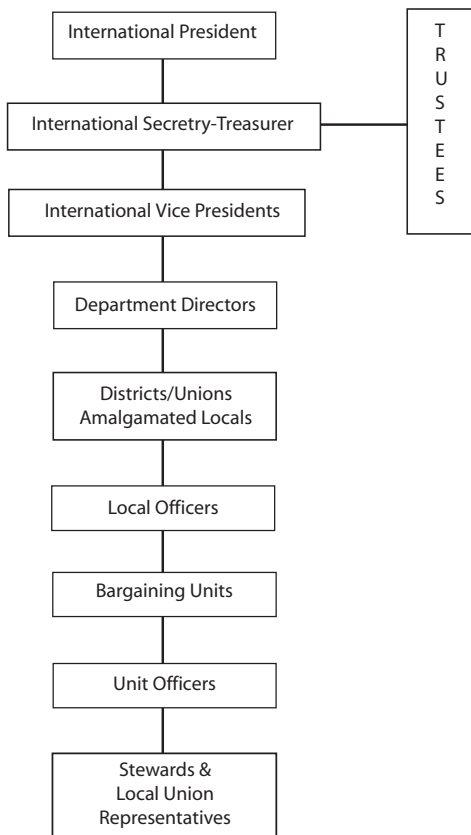 International President
International Secretry-Treasurer
TRUSTEES
International Vice Presidents
Department Directors
Districts/Unions
Amalgamated Locals
Local Officers
Bargaining Units
Unit Officers
Stewards &
Local Union
Representatives